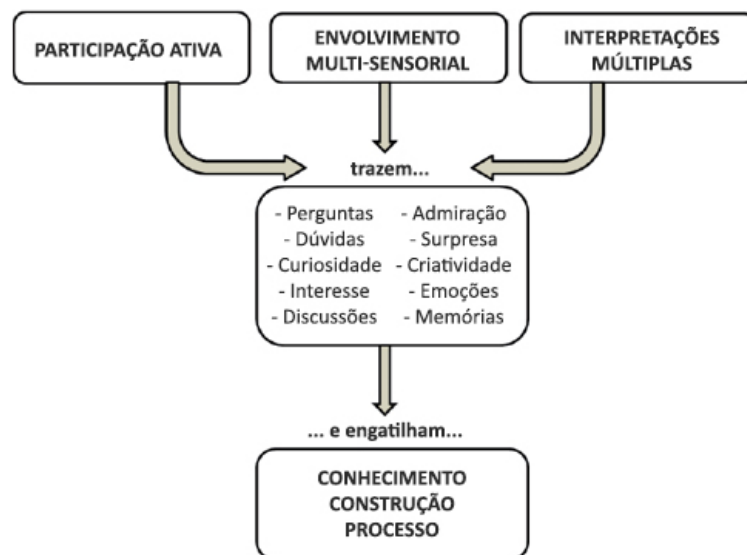 PARTICIPAÇÃO ATIVA
ENVOLVIMENTO
MULTI-SENSORIAL
INTERPRETAÇÕES
MÚLTIPLAS
trazem...
- Perguntas
- Dúvidas
- Curiosidade
- Interesse
- Discussões
- Admiração
- Surpresa
- Criatividade
- Emoções
- Memórias
... e engatilham...
CONHECIMENTO
CONSTRUÇÃO
PROCESSO